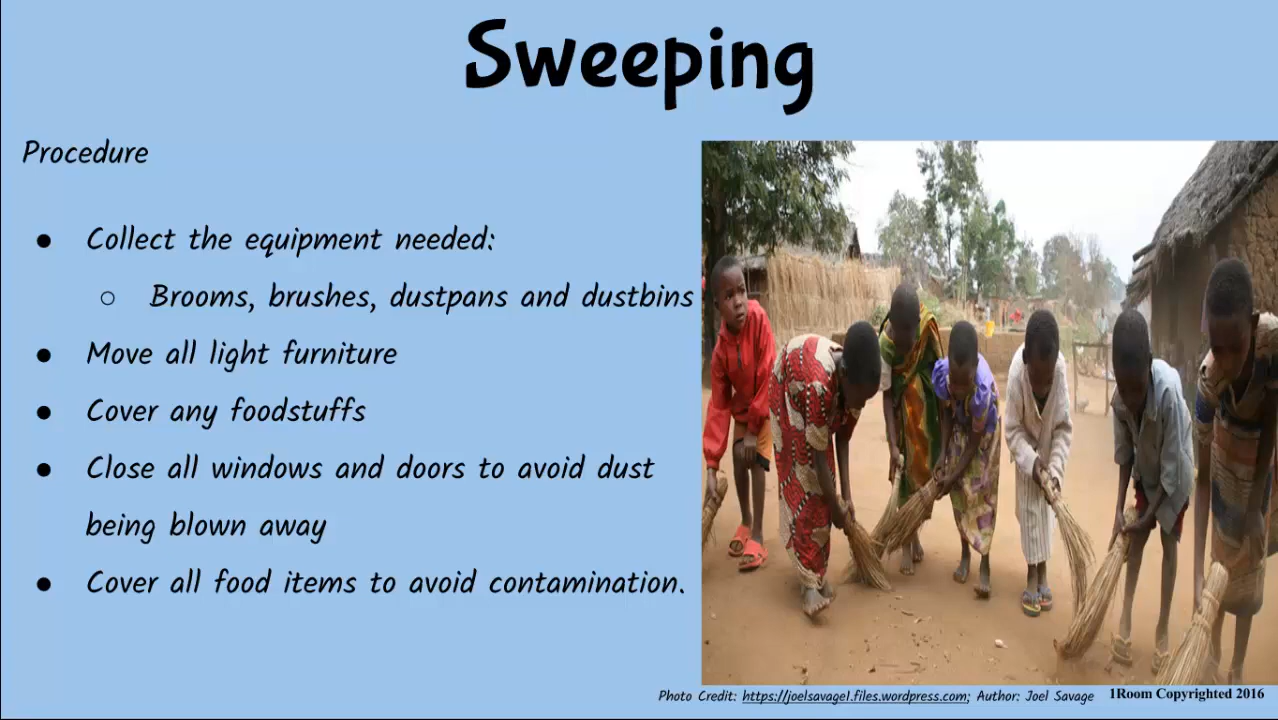 Sweeping
Procedure
● Collect the equipment needed:
○ Brooms, brushes, dustpans and dustbins
● Move all light furniture
● Cover any foodstuffs
● Close all windows and doors to avoid dust
being blown away
● Cover all food items to avoid contamination.
Photo Credit: https://joelsavage1.files.wordpress.com; Author: Joel Savage 1Room Copyrighted 2016